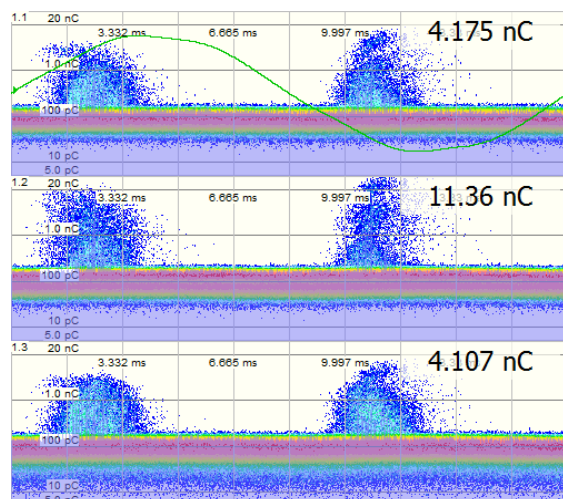 1.1 20 nC 4.175 nC
3.332 ms 6.665 ms 9.997 ms
1.0 nC
100 pC
10 pC
5.0 pC
1.2 20 nC 11.36 nC
3.332 ms 6.665 ms 9.997 ms
1.0 nC
100 pC
10 pC
5.0 pC
1.3 20 nC 4.107 nC
3.332 ms 6.665 ms 9.997 ms
1.0 nC
100 pC
10 pC